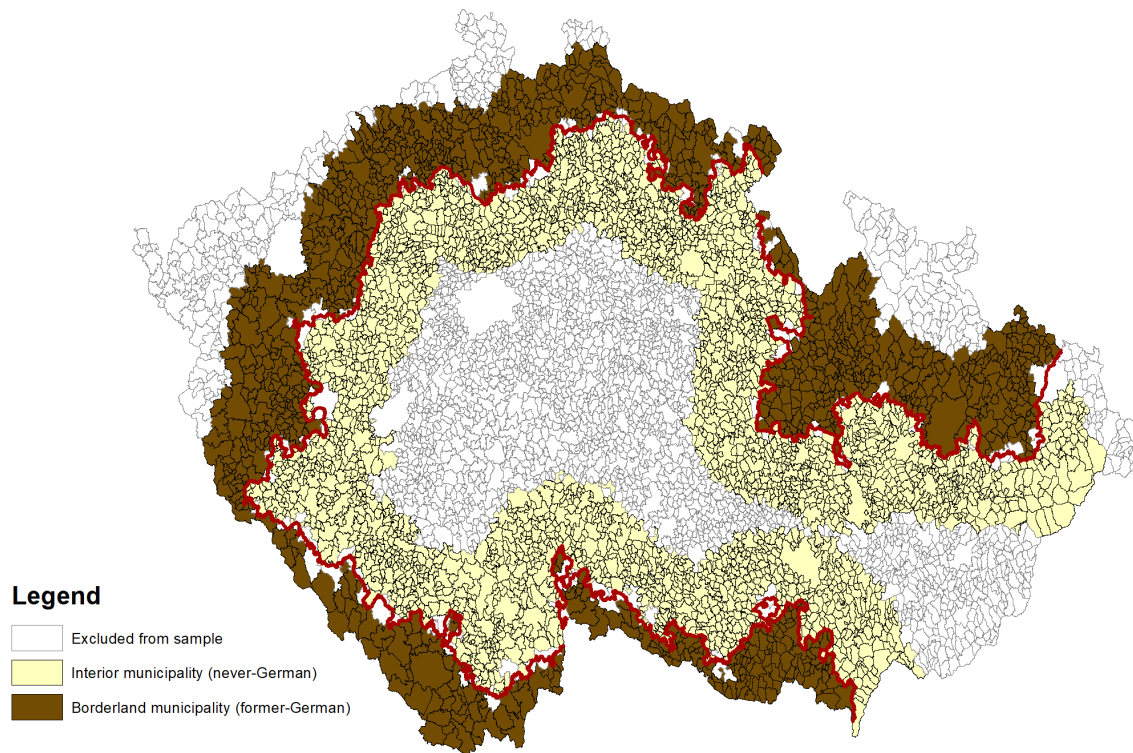 Legend
Excluded from sample
Interior municipality (never-German)
Borderland municipality (former-German)